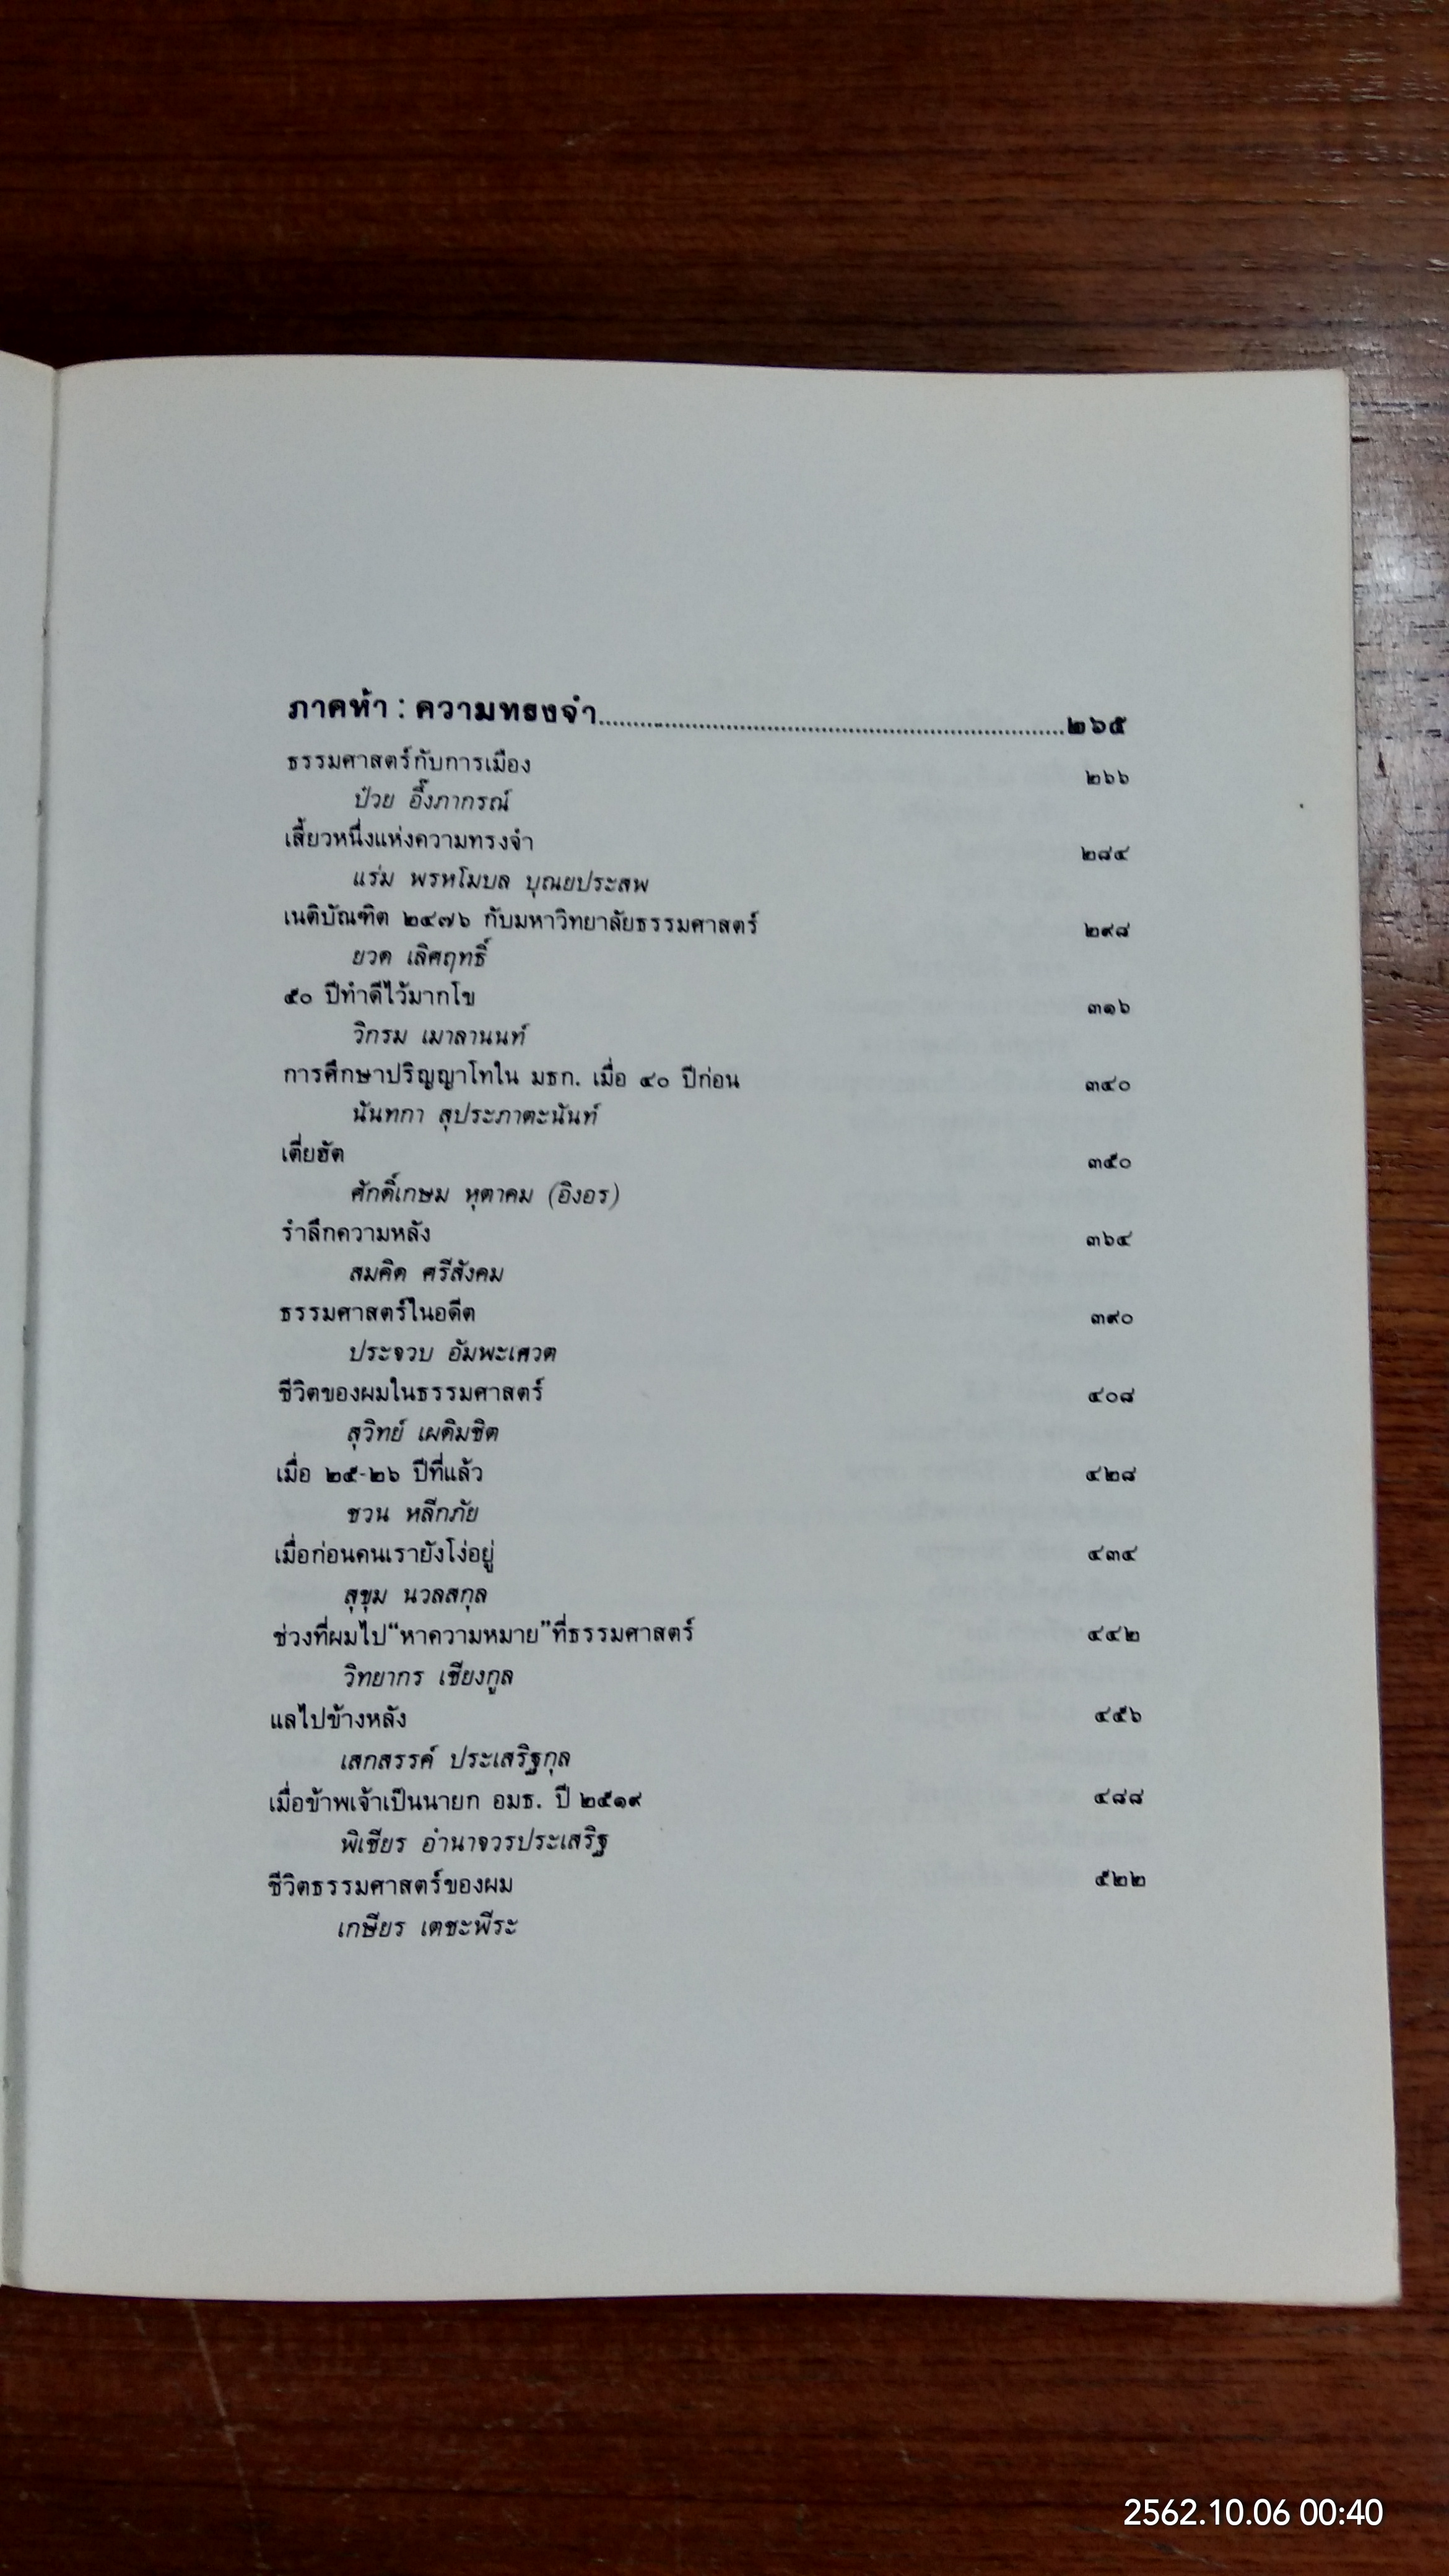 ภาคห้า : ความทรงจำ ๒๖๕
ธรรมศาสตร์กับการเมือง ๒๖๖
ป๋วย อึ๊งภากรณ์
เสี้ยวหนึ่งแห่งความทรงจำ ๒๘๔
แร่ม พรหโมบล บุณยประสพ
เนติบัณฑิต ๒๔๗๖ กับมหาวิทยาลัยธรรมศาสตร์ ๒๙๘
ยวด เลิศฤทธิ์
๕๐ ปีทำดีไว้มากโข ๓๑๖
วิกรม เมาลานนท์
การศึกษาปริญญาโทใน มธก. เมื่อ ๔๐ ปีก่อน ๓๔๐
นันทกา สุประภาตะนันท์
เตี่ยฮัต ๓๕๐
ศักดิ์เกษม หุตาคม (อิงอร)
รำลึกความหลัง ๓๖๔
สมคิด ศรีสังคม
ธรรมศาสตร์ในอดีต ๓๙๐
ประจวบ อัมพะเศวต
ชีวิตของผมในธรรมศาสตร์ ๔๐๘
สุวิทย์ เผดิมชิต
เมื่อ ๒๕-๒๖ ปีที่แล้ว ๔๒๘
ชวน หลีกภัย
เมื่อก่อนคนเรายังโง่อยู่ ๔๓๔
สุขุม นวลสกุล
ช่วงที่ผมไป“หาความหมาย”ที่ธรรมศาสตร์ ๔๔๒
วิทยากร เชียงกูล
แลไปข้างหลัง ๔๕๖
เสกสรรค์ ประเสริฐกุล
เมื่อข้าพเจ้าเป็นนายก อมธ. ปี ๒๕๑๙ ๔๘๘
พิเชียร อำนาจวรประเสริฐ
ชีวิตธรรมศาสตร์ของผม ๕๒๒
เกษียร เตชะพีระ
2562.10.06 00:40